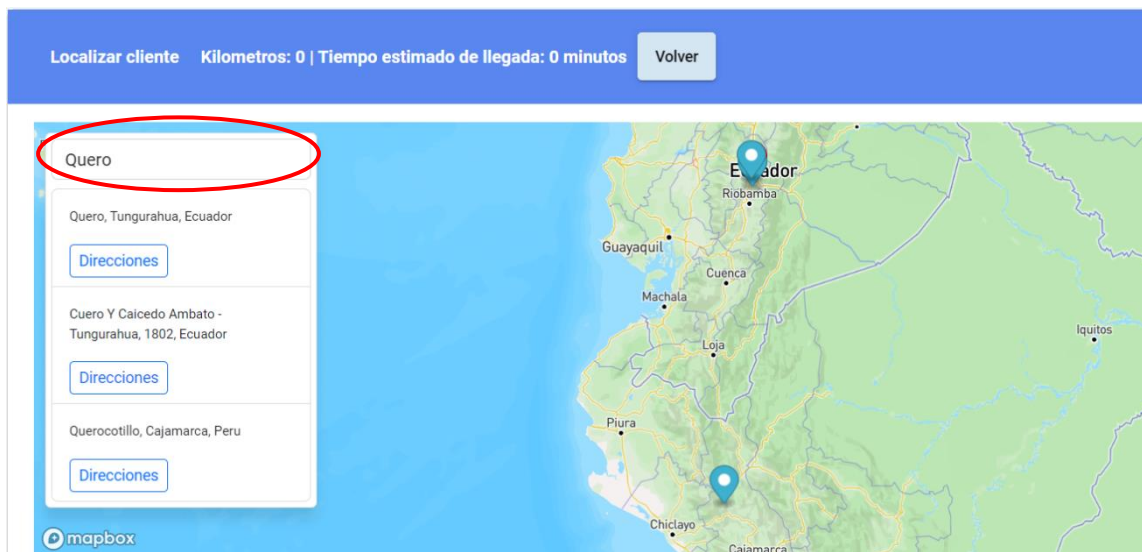 Localizar cliente Kilometros: 0 | Tiempo estimado de llegada: 0 minutos Volver
Quero
Quero, Tungurahua, Ecuador
Direcciones
Cuero Y Caicedo Ambato -
Tungurahua, 1802, Ecuador
Direcciones
Querocotillo, Cajamarca, Peru
Direcciones
mapbox
Riobamba
Guayaquil
Cuenca
Machala
Loja
Iquitos
Piura
Chiclayo
Cajamarca